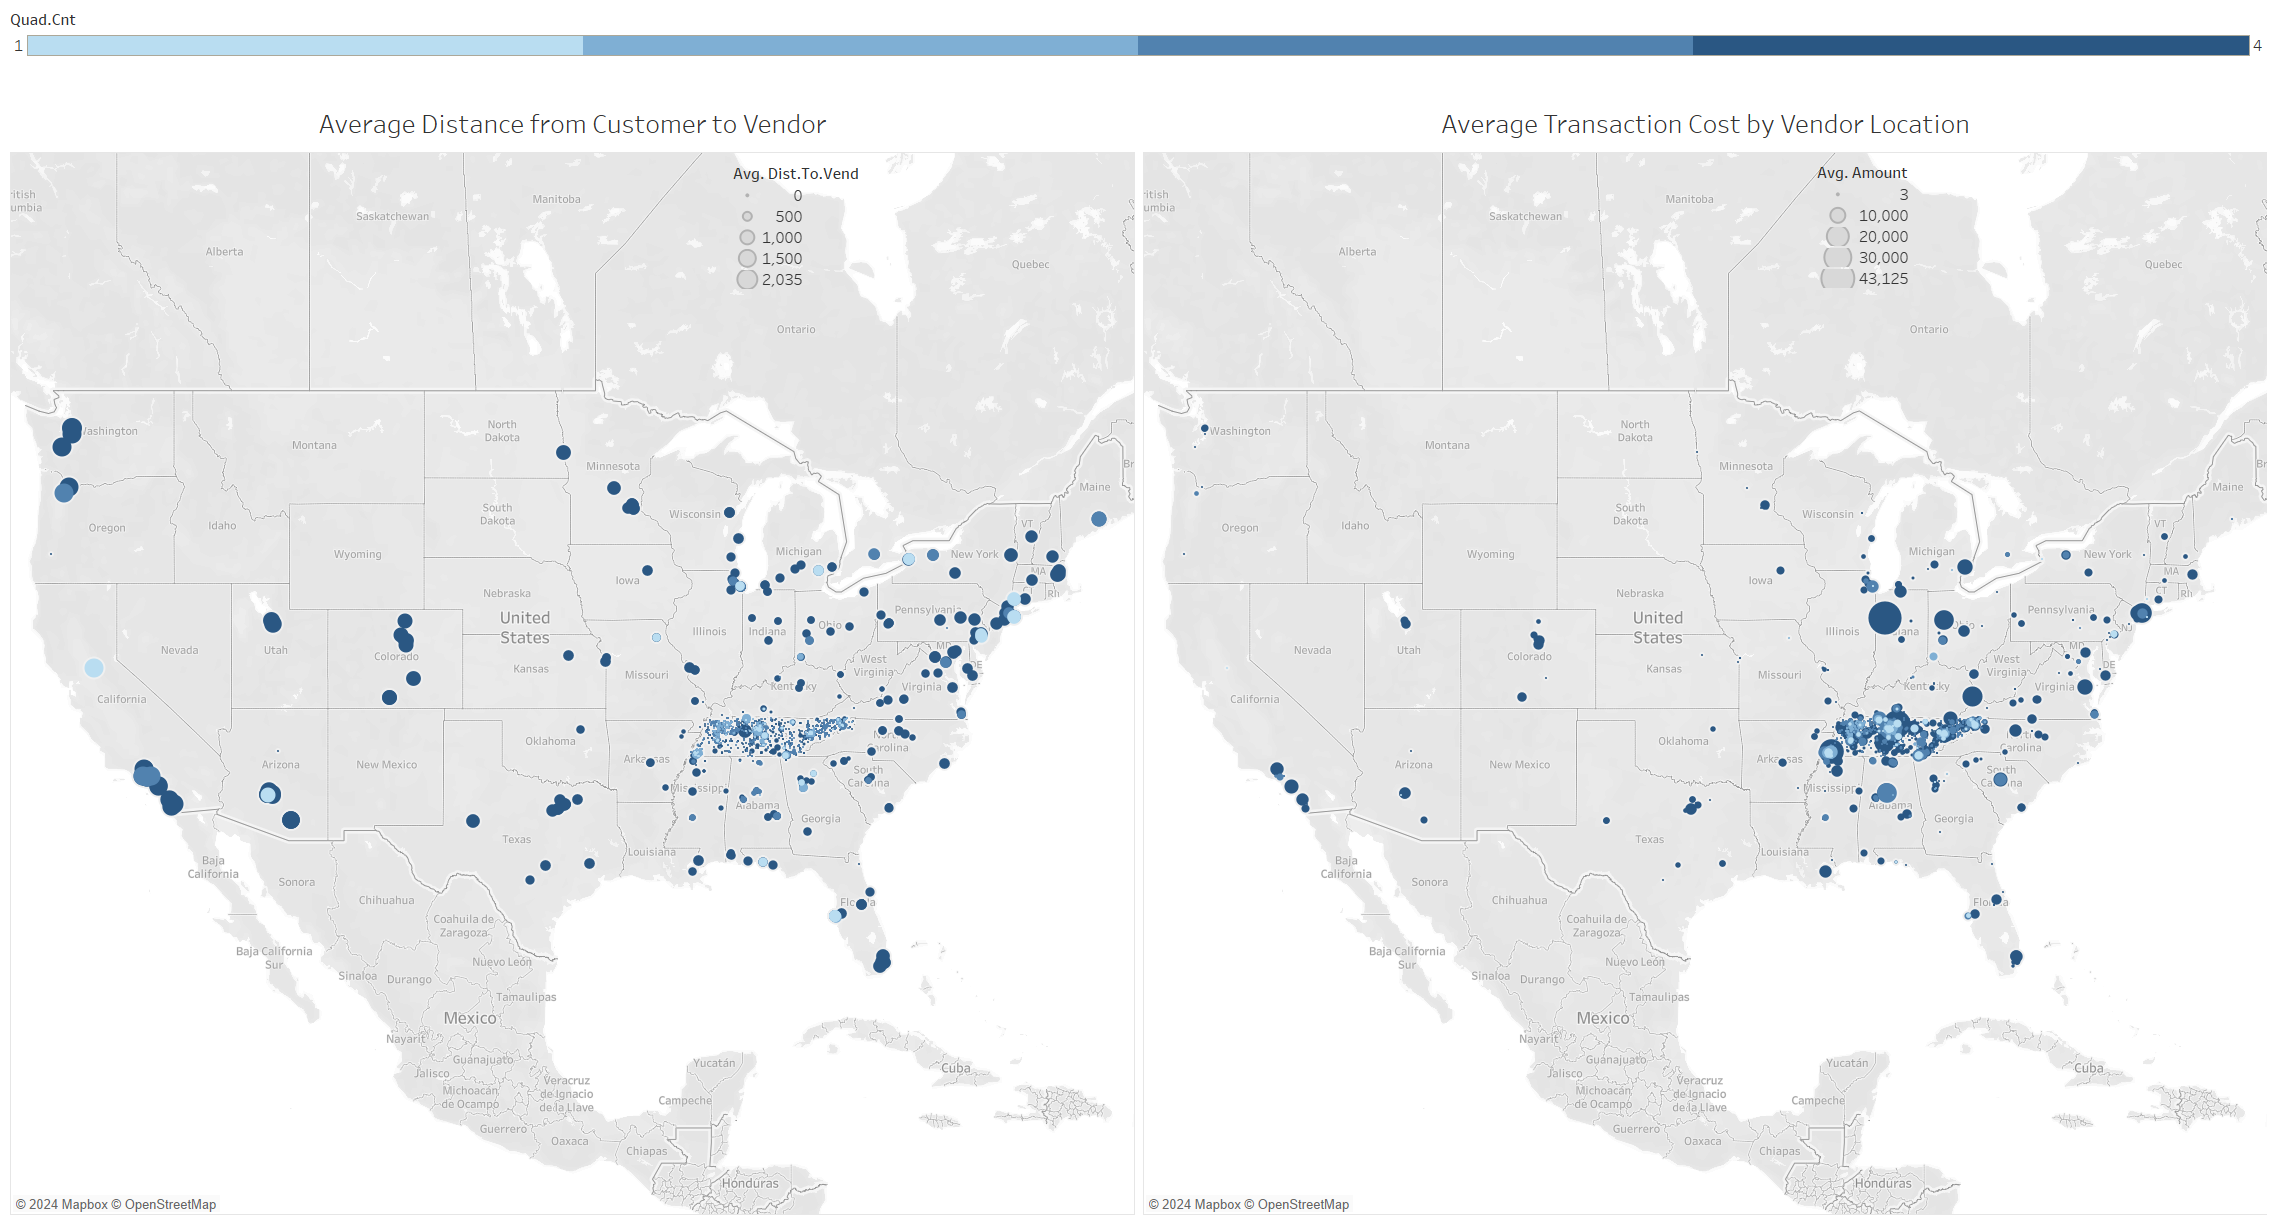 Quad.Cnt
1
4
Average Distance from Customer to Vendor
Avg. Dist.To.Vend
0
500
1,000
1,500
2,035
ritish
umbia
Alberta
Saskatchewan
Manitoba
Ontario
Quebec
Washington
Montana
North
Dakota
Minnesota
Maine
Br
Oregon
Idaho
South
Dakota
Wisconsin
Wyoming
Michigan
New York
VT
MA
CT
Rh
Iowa
Nebraska
United
States
Pennsylvania
Nevada
Utah
Colorado
Kansas
Missouri
Illinois
Indiana
Ohio
West
Virginia
MD
DE
Virginia
California
Kentucky
Arizona
New Mexico
Oklahoma
Arkansas
North
Carolina
South
Carolina
Mississippi
Alabama
Georgia
Texas
Louisiana
Florida
Baja
California
Sonora
Chihuahua
Coahuila de
Zaragoza
Baja California
Sur
Sinaloa
Durango
Nuevo León
Tamaulipas
Mexico
Nayarit
Guanajuato
Jalisco
Michoacán
de Ocampo
Veracruz
de Ignacio
de la Llave
Yucatán
Campeche
Cuba
Guerrero
Oaxaca
Chiapas
Honduras
© 2024 Mapbox © OpenStreetMap
Average Transaction Cost by Vendor Location
Avg. Amount
3
10,000
20,000
30,000
43,125
ritish
umbia
Alberta
Saskatchewan
Manitoba
Ontario
Quebec
Washington
Montana
North
Dakota
Minnesota
Maine
Br
Oregon
Idaho
South
Dakota
Wisconsin
Wyoming
Michigan
New York
VT
MA
CT
Rh
Iowa
Nebraska
United
States
Pennsylvania
NJ
Nevada
Utah
Colorado
Kansas
Missouri
Illinois
Indiana
Ohio
West
Virginia
MD
DE
Virginia
California
Kentucky
Arizona
New Mexico
Oklahoma
Arkansas
North
Carolina
South
Carolina
Mississippi
Alabama
Georgia
Texas
Louisiana
Florida
Baja
California
Sonora
Chihuahua
Coahuila de
Zaragoza
Baja California
Sur
Sinaloa
Durango
Nuevo León
Tamaulipas
Mexico
Nayarit
Guanajuato
Jalisco
Michoacán
de Ocampo
Veracruz
de Ignacio
de la Llave
Yucatán
Campeche
Cuba
Guerrero
Oaxaca
Chiapas
Honduras
© 2024 Mapbox © OpenStreetMap